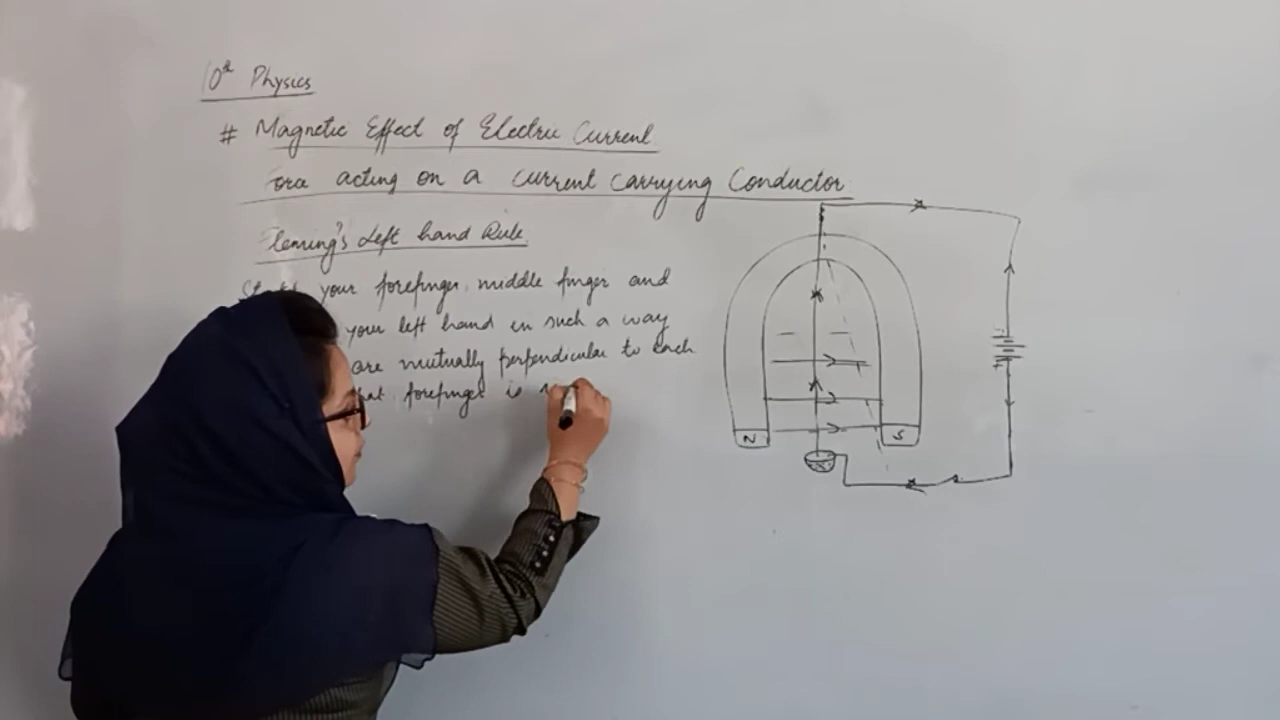 10th Physics
# Magnetic Effect of Electric Current
Force acting on a current carrying Conductor
Fleming's Left hand Rule
your forefinger, middle finger and
your left hand in such a way
are mutually perpendicular to each
forefinger is
N
S
+